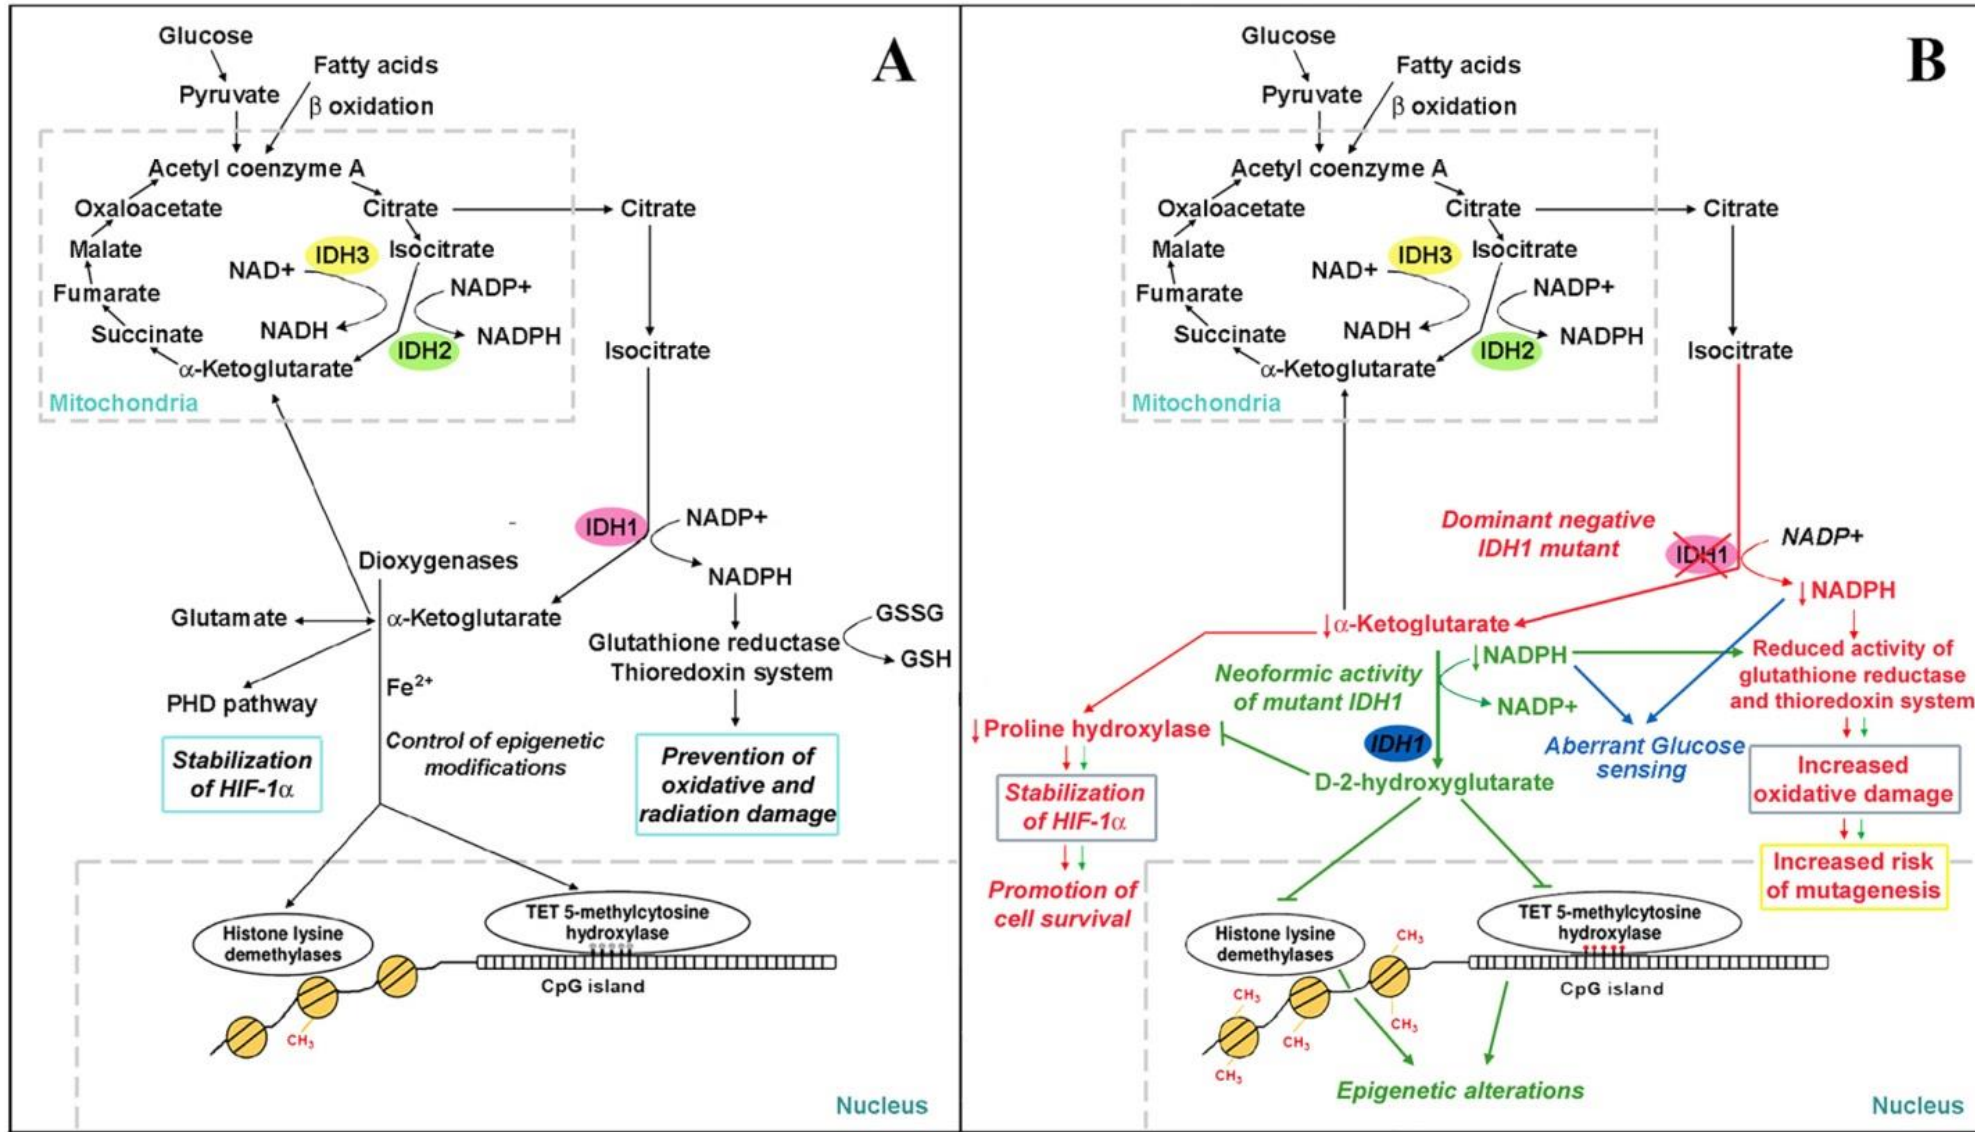 A
Glucose
Fatty acids
Pyruvate
β oxidation
Acetyl coenzyme A
Oxaloacetate
Citrate
Citrate
Malate
IDH3
Isocitrate
NAD+
NADP+
Fumarate
Succinate
NADH
NADPH
IDH2
Isocitrate
α-Ketoglutarate
Mitochondria
IDH1
NADP+
Dioxygenases
NADPH
Glutamate
α-Ketoglutarate
GSSG
Glutathione reductase
Thioredoxin system
GSH
Fe²⁺
PHD pathway
Control of epigenetic
modifications
Stabilization
of HIF-1α
Prevention of
oxidative and
radiation damage
TET 5-methylcytosine
hydroxylase
Histone lysine
demethylases
CpG island
CH₃
Nucleus
B
Glucose
Fatty acids
Pyruvate
β oxidation
Acetyl coenzyme A
Oxaloacetate
Citrate
Citrate
Malate
IDH3
Isocitrate
NAD+
NADP+
Fumarate
Succinate
NADH
NADPH
IDH2
Isocitrate
α-Ketoglutarate
Mitochondria
Dominant negative
IDH1 mutant
IDH1
NADP+
↓NADPH
↓α-Ketoglutarate
Neoformic activity
of mutant IDH1
↓NADPH
NADP+
Reduced activity of
glutathione reductase
and thioredoxin system
↓Proline hydroxylase
IDH1
Aberrant Glucose
sensing
D-2-hydroxyglutarate
Stabilization
of HIF-1α
Increased
oxidative damage
Promotion of
cell survival
Increased risk
of mutagenesis
TET 5-methylcytosine
hydroxylase
Histone lysine
demethylases
CH₃
CpG island
CH₃
CH₃
CH₃
CH₃
Epigenetic alterations
Nucleus